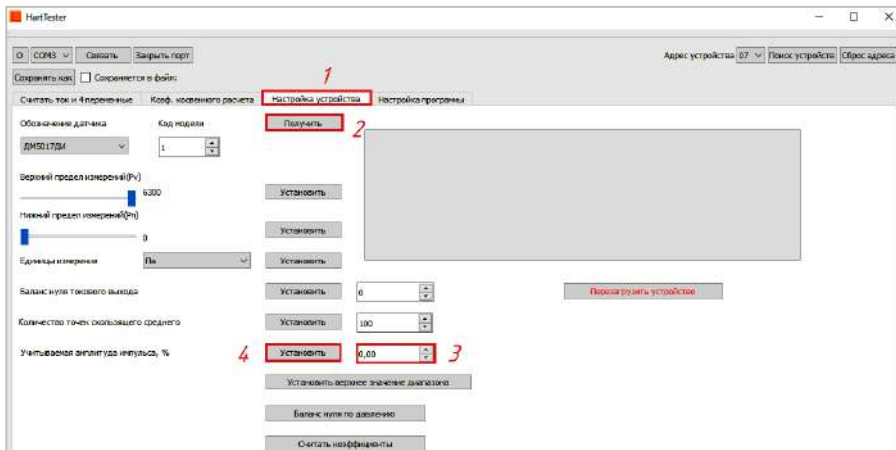 HartTester
О COM3 Связать Закрыть порт Адрес устройства 07 Поиск устройств Сброс адреса
Сохранить как Сохраняется в файл:
1
Считать ток и 4 переменные Коэф. косвенного расчета Настройка устройства Настройка программы
Обозначение датчика Код модели Получить 2
ДМ5017ДИ 1
Верхний предел измерений(Pv)
6300 Установить
Нижний предел измерений(Pn)
0 Установить
Единицы измерения Па Установить
Баланс нуля токового выхода Установить 0 Перезагрузить устройство
Количество точек скользящего среднего Установить 100
Учитываемая амплитуда импульса, % 4 Установить 0,00 3
Установить верхнее значение диапазона
Баланс нуля по давлению
Считать коэффициенты